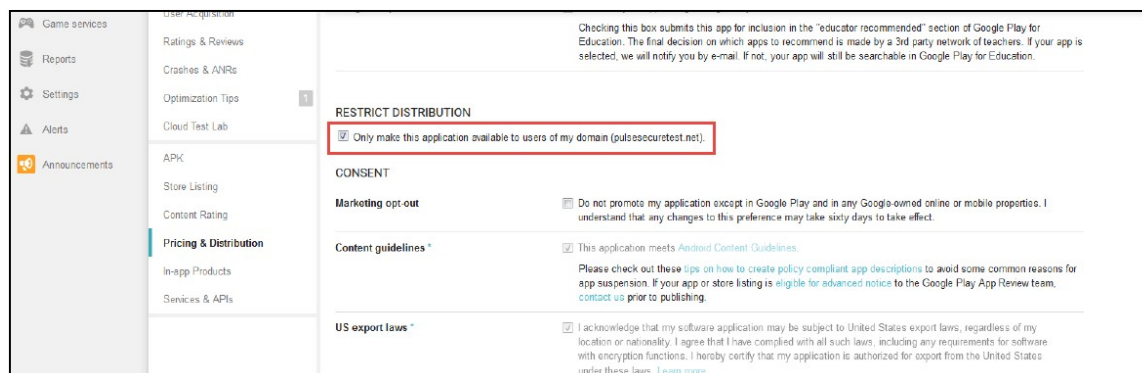 User Acquisition
Game services
Ratings & Reviews
Reports
Crashes & ANRs
Settings
Optimization Tips
1
Alerts
Cloud Test Lab
Announcements
APK
Store Listing
Content Rating
Pricing & Distribution
In-app Products
Services & APIs
Checking this box submits this app for inclusion in the "educator recommended" section of Google Play for
Education. The final decision on which apps to recommend is made by a 3rd party network of teachers. If your app is
selected, we will notify you by e-mail. If not, your app will still be searchable in Google Play for Education.
RESTRICT DISTRIBUTION
Only make this application available to users of my domain (pulsesecuretest.net).
CONSENT
Marketing opt-out
Do not promote my application except in Google Play and in any Google-owned online or mobile properties. I
understand that any changes to this preference may take sixty days to take effect.
Content guidelines *
This application meets Android Content Guidelines.
Please check out these tips on how to create policy compliant app descriptions to avoid some common reasons for
app suspension. If your app or store listing is eligible for advanced notice to the Google Play App Review team,
contact us prior to publishing.
US export laws *
I acknowledge that my software application may be subject to United States export laws, regardless of my
location or nationality. I agree that I have complied with all such laws, including any requirements for software
with encryption functions. I hereby certify that my application is authorized for export from the United States
under these laws. Learn more